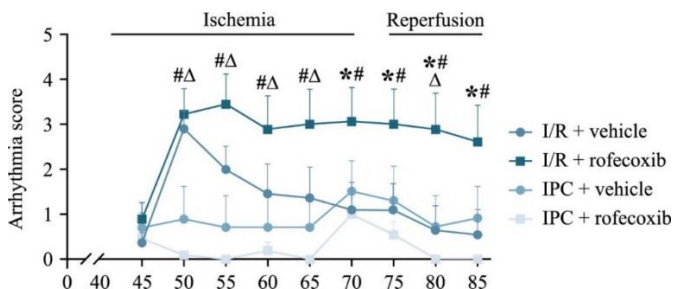 Ischemia Reperfusion
5
4
3
2
1
0
Arrhythmia score
#Δ #Δ #Δ #Δ *# *# *# *#
Δ
I/R + vehicle
I/R + rofecoxib
IPC + vehicle
IPC + rofecoxib
0 40 45 50 55 60 65 70 75 80 85